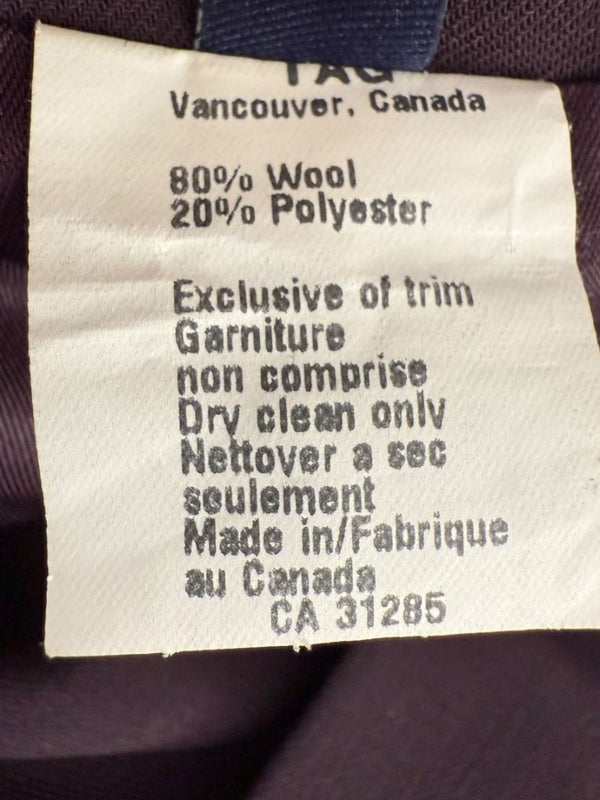 TAG
Vancouver, Canada
80% Wool
20% Polyester
Exclusive of trim
Garniture
non comprise
Dry clean only
Nettoyer a sec
seulement
Made in/Fabrique
au Canada
CA 31285